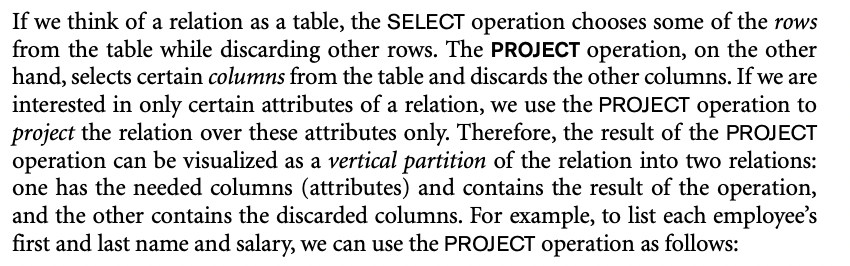 If we think of a relation as a table, the SELECT operation chooses some of the rows
from the table while discarding other rows. The PROJECT operation, on the other
hand, selects certain columns from the table and discards the other columns. If we are
interested in only certain attributes of a relation, we use the PROJECT operation to
project the relation over these attributes only. Therefore, the result of the PROJECT
operation can be visualized as a vertical partition of the relation into two relations:
one has the needed columns (attributes) and contains the result of the operation,
and the other contains the discarded columns. For example, to list each employee’s
first and last name and salary, we can use the PROJECT operation as follows: